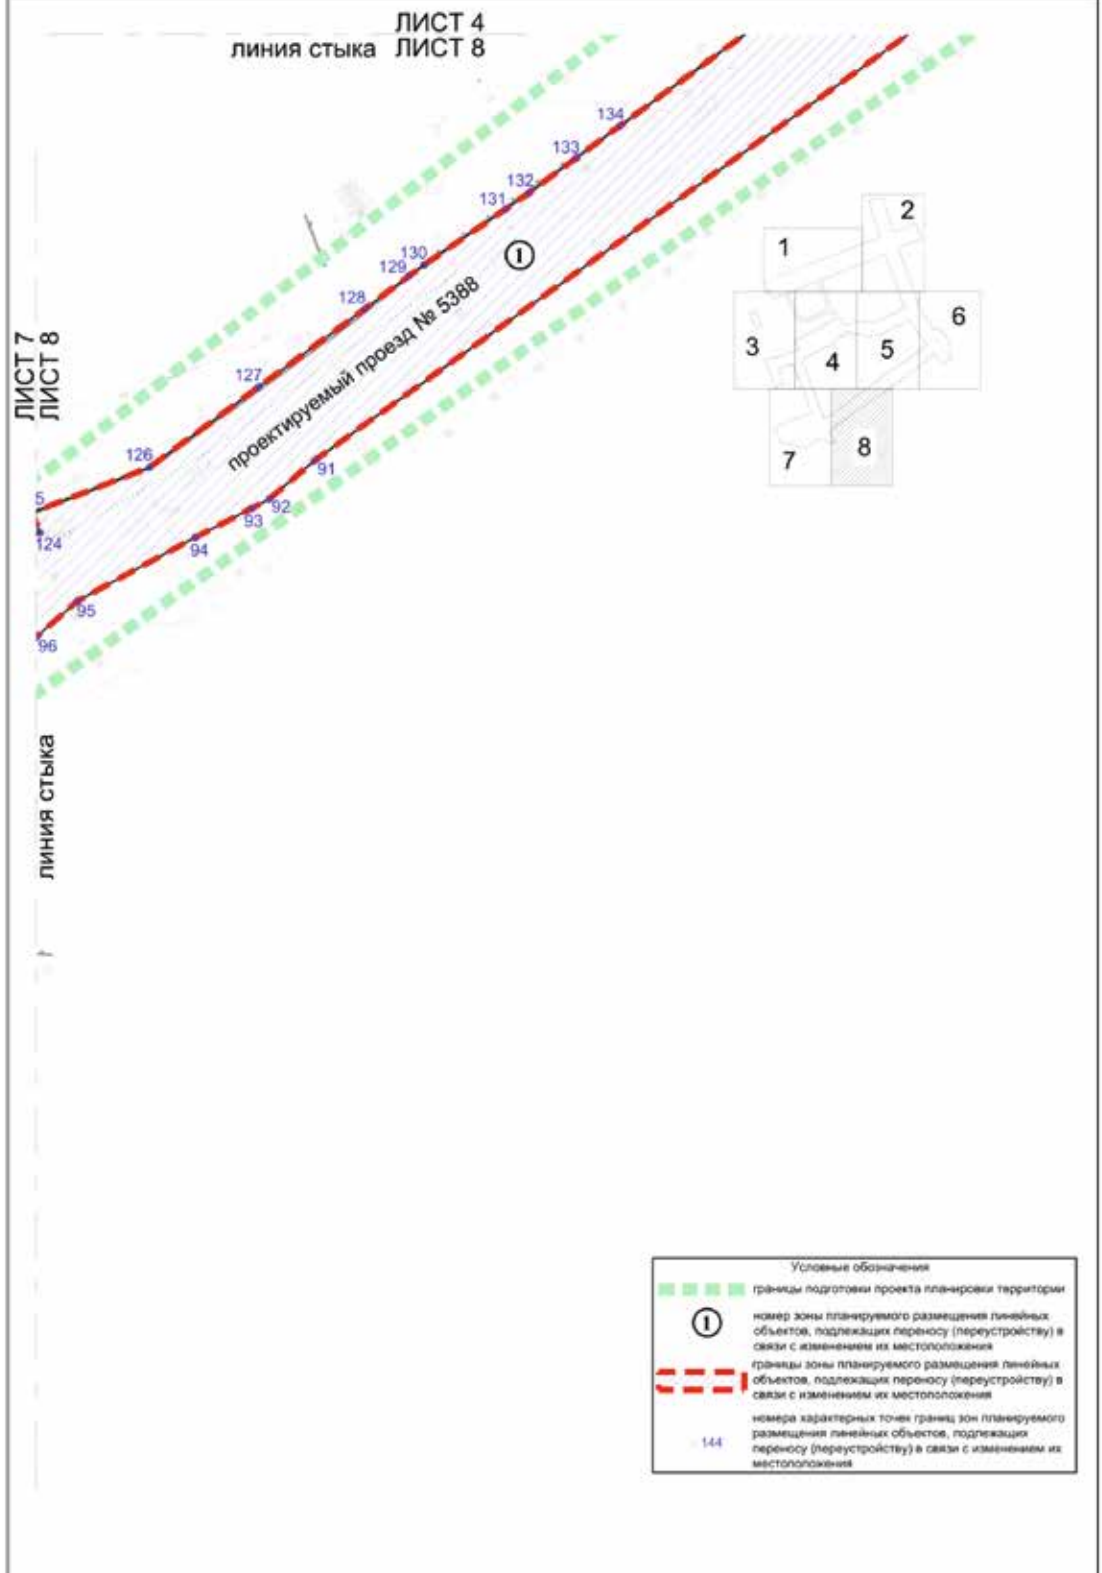 ЛИСТ 4
линия стыка ЛИСТ 8
134
133
132
131
130
129
128
127
126
5
124
1
проектируемый проезд № 5388
91
92
93
94
95
96
ЛИСТ 7
ЛИСТ 8
линия стыка
1
2
3
4
5
6
7
8
Условные обозначения
границы подготовки проекта планировки территории
1
номер зоны планируемого размещения линейных
объектов, подлежащих переносу (переустройству) в
связи с изменением их местоположения
границы зоны планируемого размещения линейных
объектов, подлежащих переносу (переустройству) в
связи с изменением их местоположения
144
номера характерных точек границ зон планируемого
размещения линейных объектов, подлежащих
переносу (переустройству) в связи с изменением их
местоположения